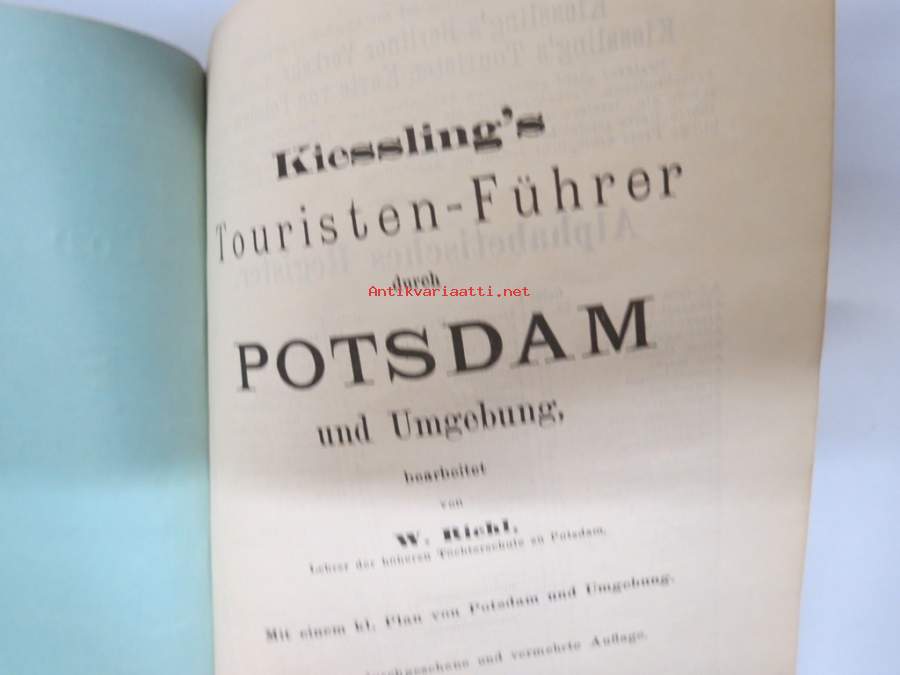 Kiessling's
Touristen-Führer
durch
Antikvariaatti.net
POTSDAM
und Umgebung,
bearbeitet
von
W. Riehl,
Lehrer der höheren Töchterschule zu Potsdam.
Mit einem kl. Plan von Potsdam und Umgebung.
durchgesehene und vermehrte Auflage.